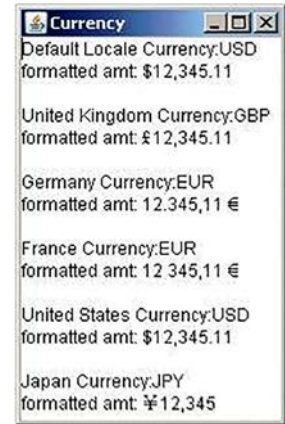 Currency
Default Locale Currency:USD
formatted amt: $12,345.11
United Kingdom Currency:GBP
formatted amt: £12,345.11
Germany Currency:EUR
formatted amt: 12.345,11 €
France Currency:EUR
formatted amt: 12 345,11 €
United States Currency:USD
formatted amt: $12,345.11
Japan Currency:JPY
formatted amt: ¥12,345